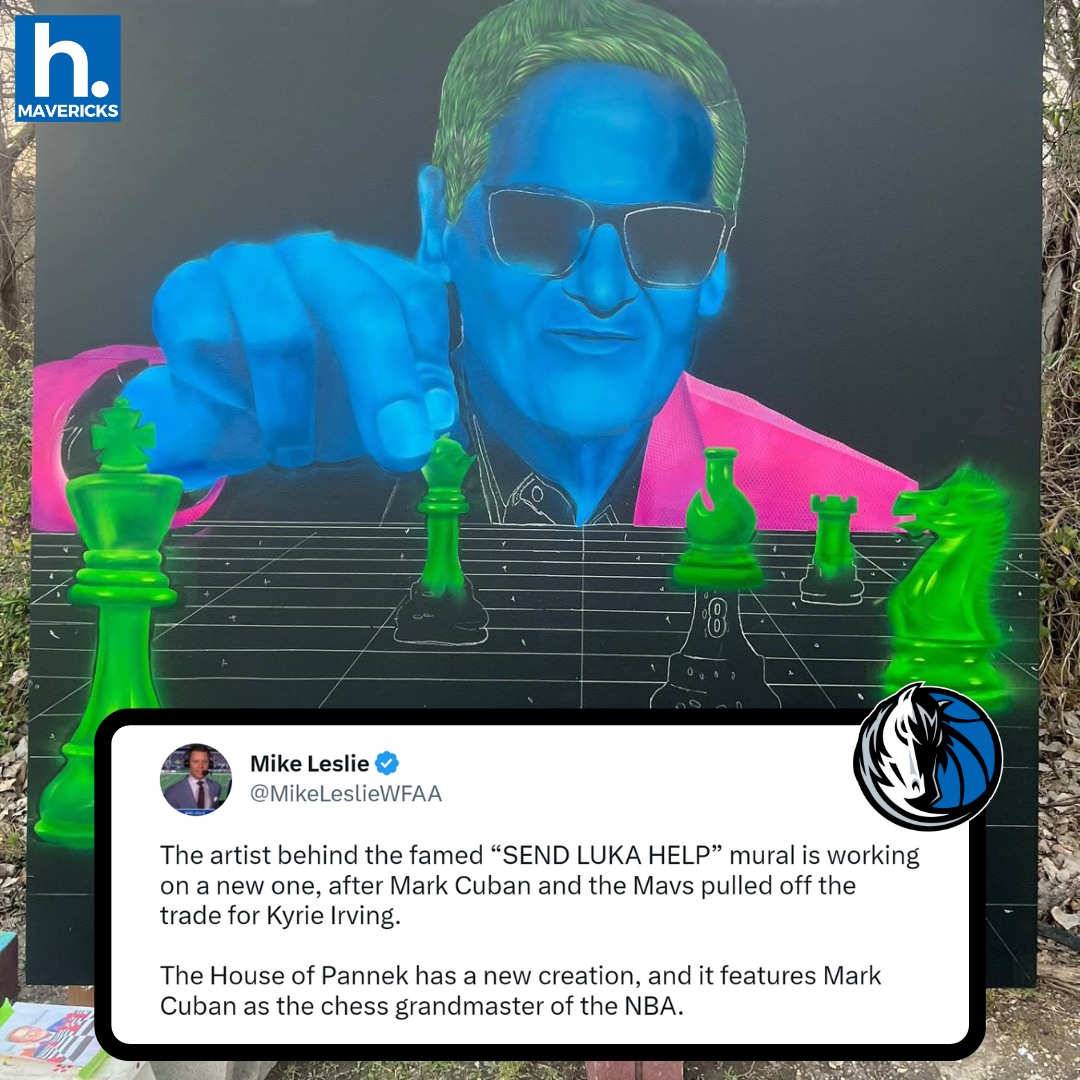 h.
MAVERICKS
8
Mike Leslie
@MikeLeslieWFAA
The artist behind the famed “SEND LUKA HELP” mural is working
on a new one, after Mark Cuban and the Mavs pulled off the
trade for Kyrie Irving.
The House of Pannek has a new creation, and it features Mark
Cuban as the chess grandmaster of the NBA.